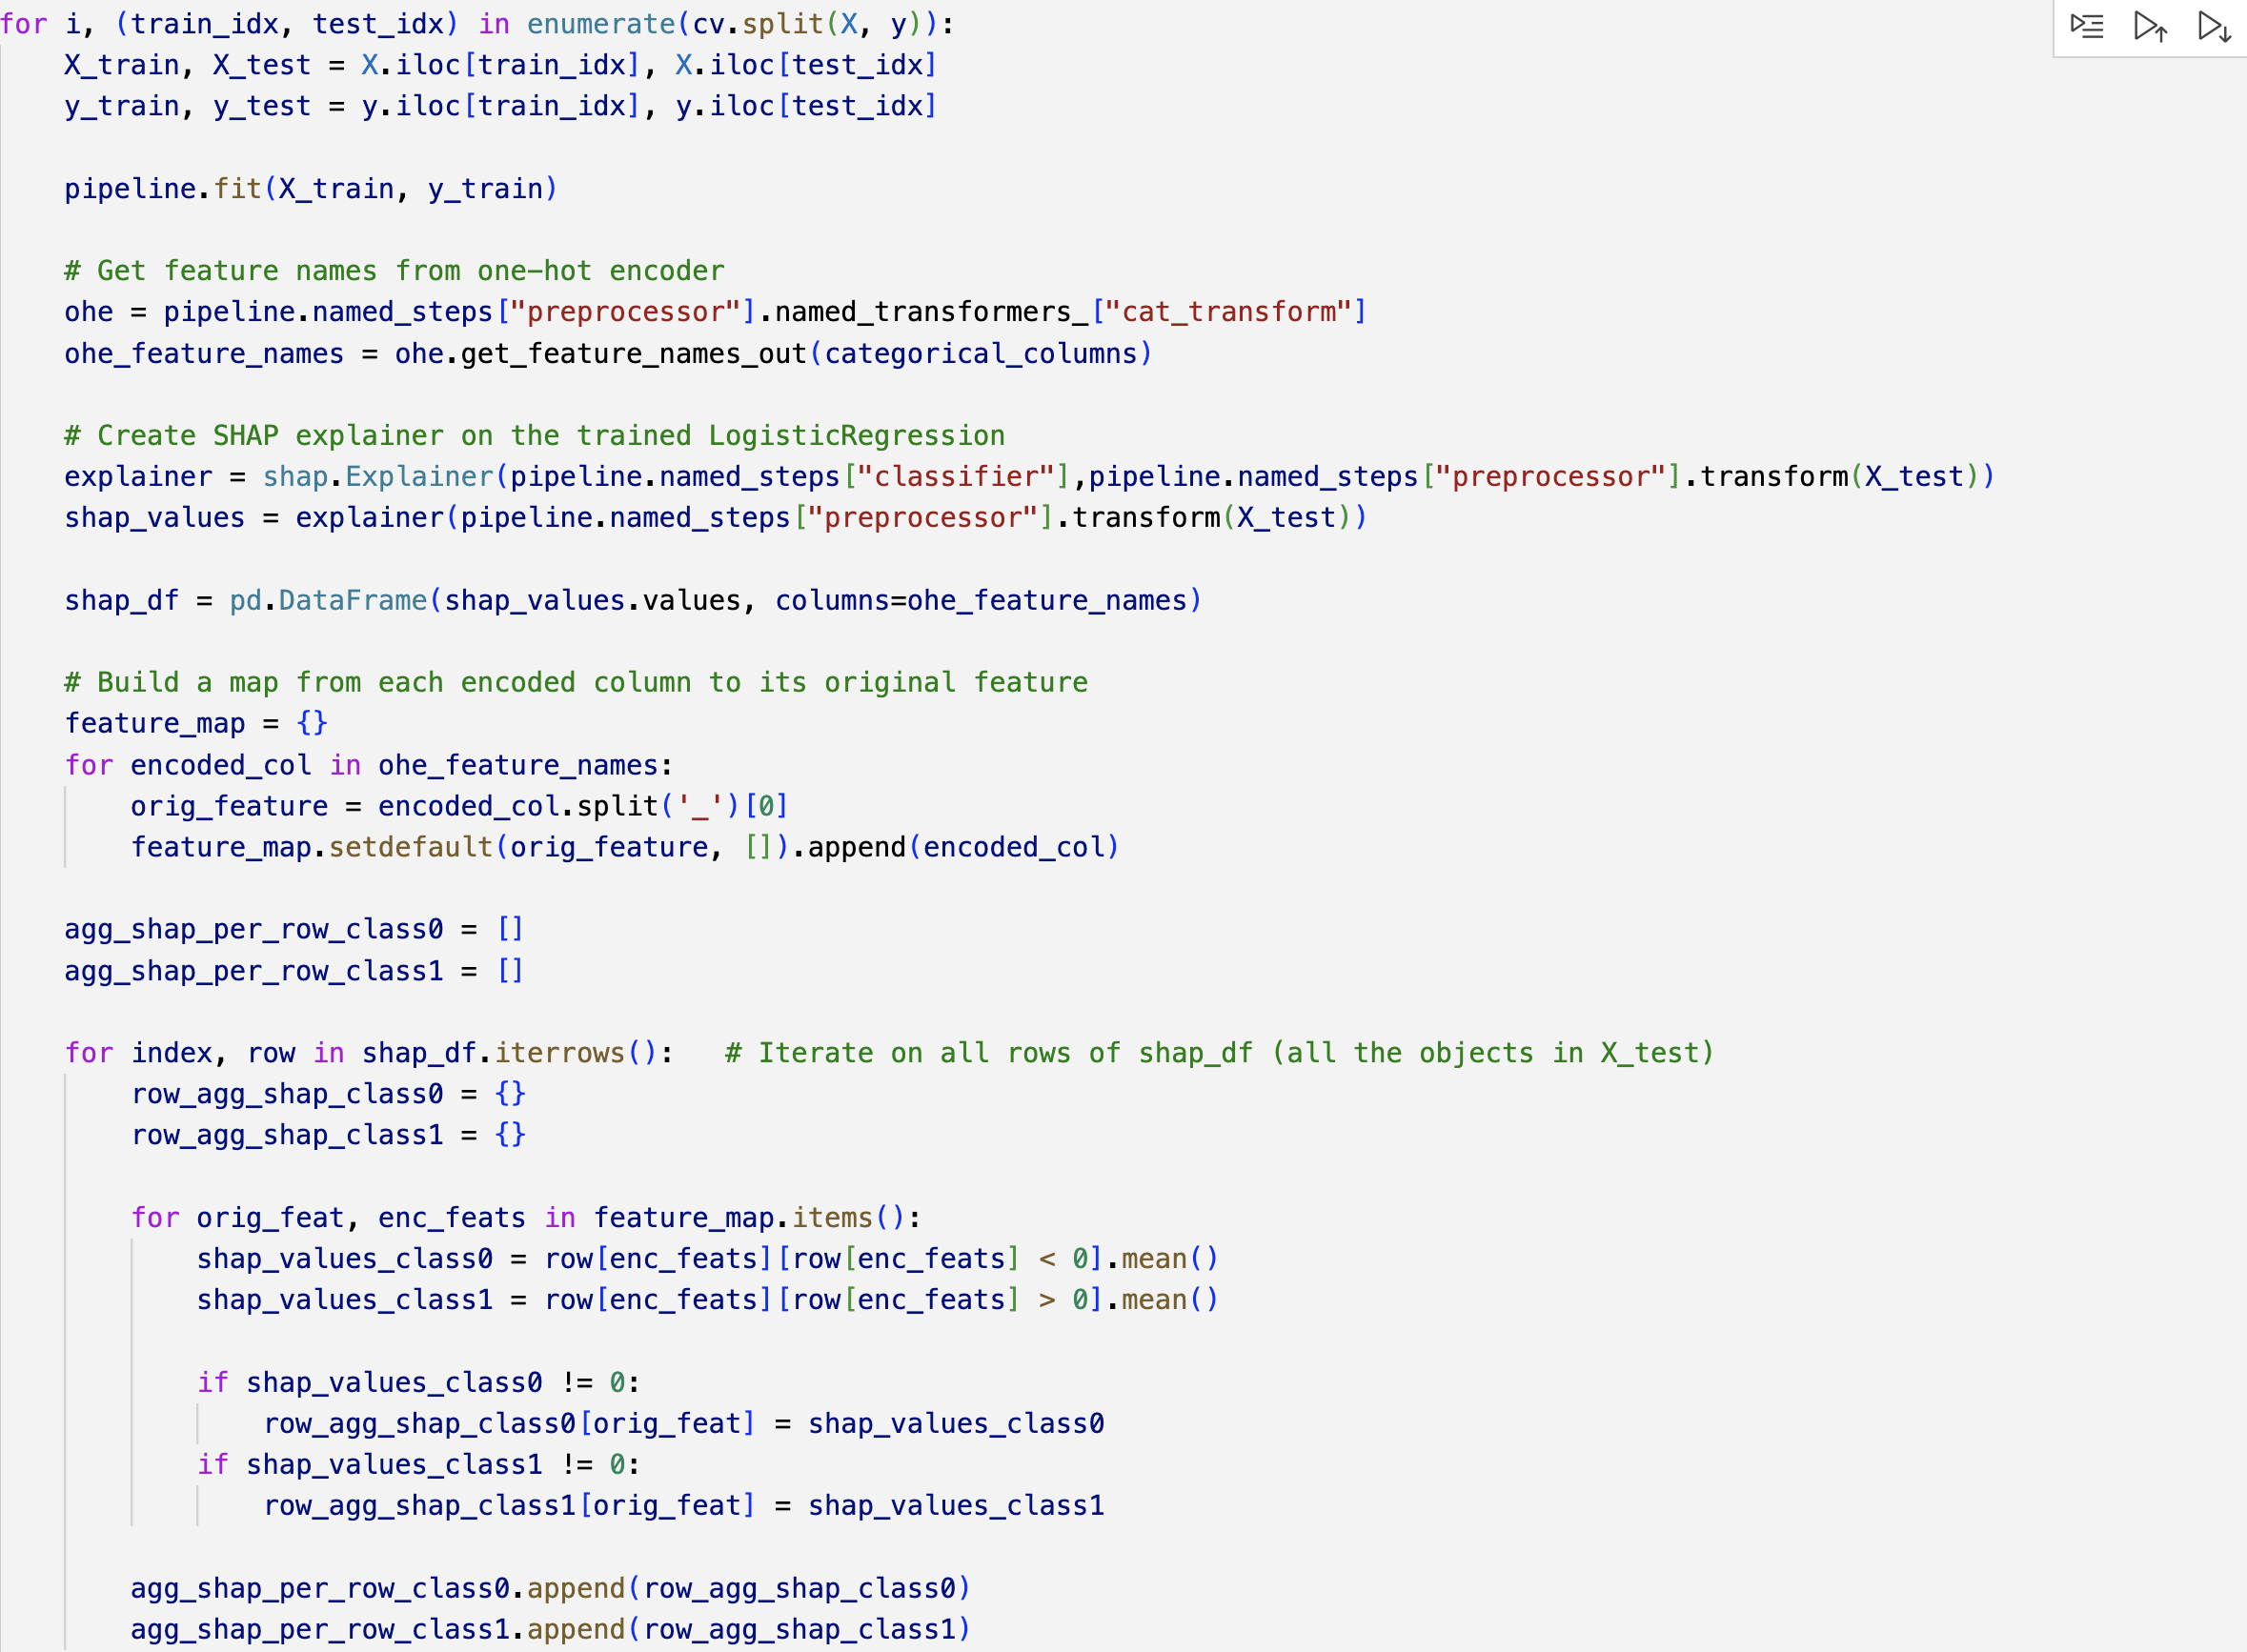 for i, (train_idx, test_idx) in enumerate(cv.split(X, y)):
    X_train, X_test = X.iloc[train_idx], X.iloc[test_idx]
    y_train, y_test = y.iloc[train_idx], y.iloc[test_idx]

    pipeline.fit(X_train, y_train)

    # Get feature names from one-hot encoder
    ohe = pipeline.named_steps["preprocessor"].named_transformers_["cat_transform"]
    ohe_feature_names = ohe.get_feature_names_out(categorical_columns)

    # Create SHAP explainer on the trained LogisticRegression
    explainer = shap.Explainer(pipeline.named_steps["classifier"],pipeline.named_steps["preprocessor"].transform(X_test))
    shap_values = explainer(pipeline.named_steps["preprocessor"].transform(X_test))

    shap_df = pd.DataFrame(shap_values.values, columns=ohe_feature_names)

    # Build a map from each encoded column to its original feature
    feature_map = {}
    for encoded_col in ohe_feature_names:
        orig_feature = encoded_col.split('_')[0]
        feature_map.setdefault(orig_feature, []).append(encoded_col)

    agg_shap_per_row_class0 = []
    agg_shap_per_row_class1 = []

    for index, row in shap_df.iterrows():   # Iterate on all rows of shap_df (all the objects in X_test)
        row_agg_shap_class0 = {}
        row_agg_shap_class1 = {}

        for orig_feat, enc_feats in feature_map.items():
            shap_values_class0 = row[enc_feats][row[enc_feats] < 0].mean()
            shap_values_class1 = row[enc_feats][row[enc_feats] > 0].mean()

            if shap_values_class0 != 0:
                row_agg_shap_class0[orig_feat] = shap_values_class0
            if shap_values_class1 != 0:
                row_agg_shap_class1[orig_feat] = shap_values_class1

        agg_shap_per_row_class0.append(row_agg_shap_class0)
        agg_shap_per_row_class1.append(row_agg_shap_class1)